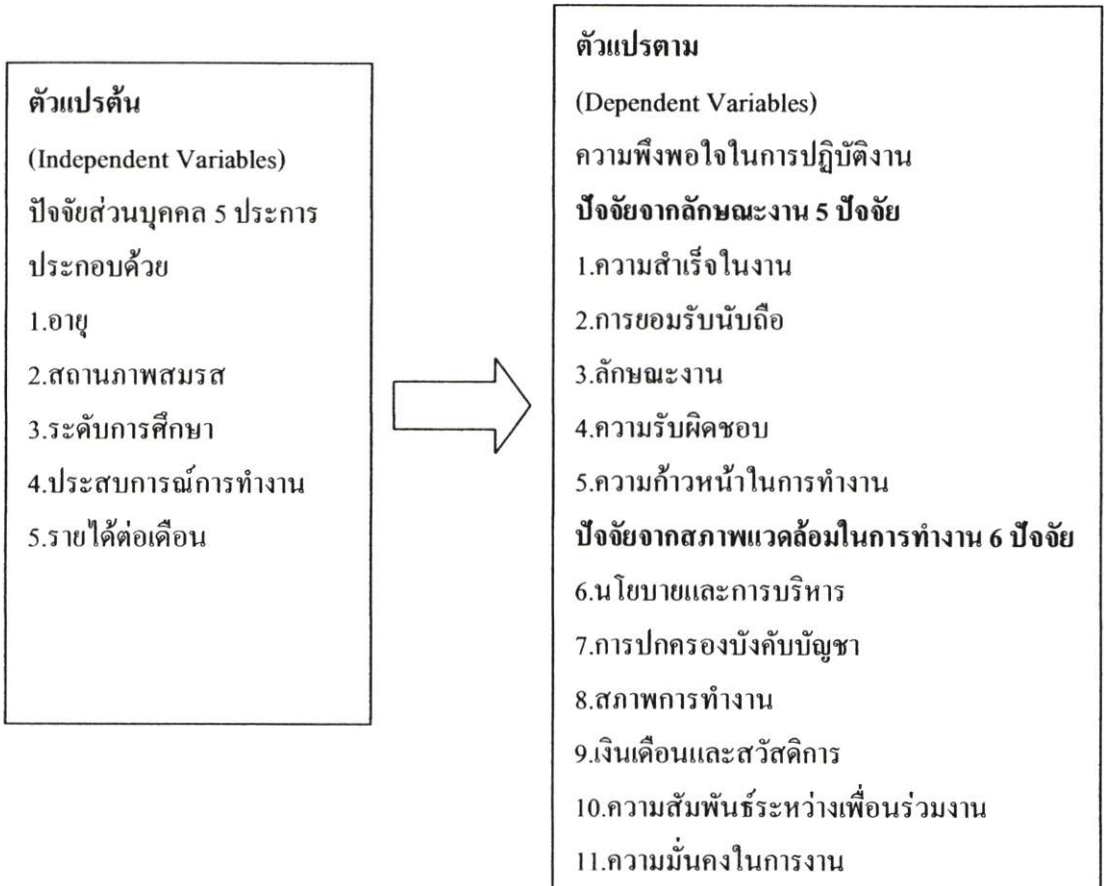 ตัวแปรต้น
(Independent Variables)
ปัจจัยส่วนบุคคล 5 ประการ
ประกอบด้วย
1.อายุ
2.สถานภาพสมรส
3.ระดับการศึกษา
4.ประสบการณ์การทำงาน
5.รายได้ต่อเดือน
ตัวแปรตาม
(Dependent Variables)
ความพึงพอใจในการปฏิบัติงาน
ปัจจัยจากลักษณะงาน 5 ปัจจัย
1.ความสำเร็จในงาน
2.การยอมรับนับถือ
3.ลักษณะงาน
4.ความรับผิดชอบ
5.ความก้าวหน้าในการทำงาน
ปัจจัยจากสภาพแวดล้อมในการทำงาน 6 ปัจจัย
6.นโยบายและการบริหาร
7.การปกครองบังคับบัญชา
8.สภาพการทำงาน
9.เงินเดือนและสวัสดิการ
10.ความสัมพันธ์ระหว่างเพื่อนร่วมงาน
11.ความมั่นคงในการงาน